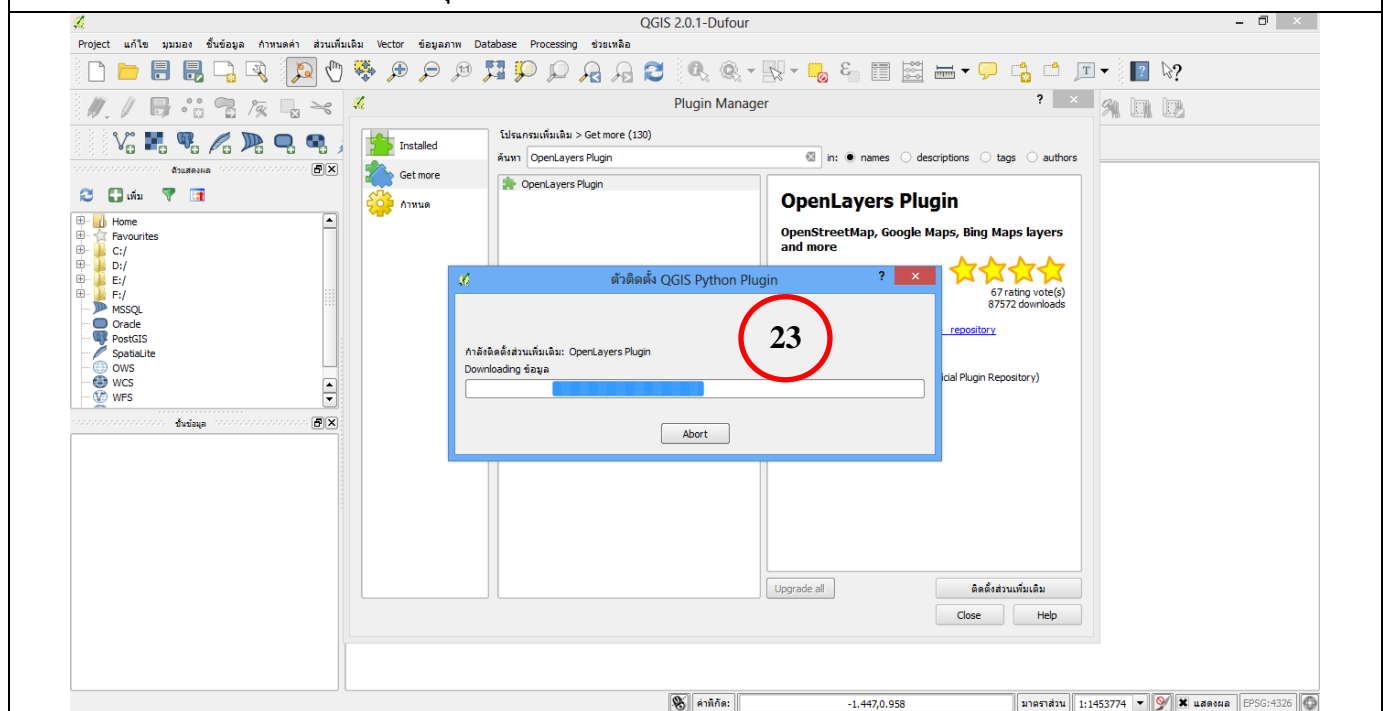 QGIS 2.0.1-Dufour
Project แก้ไข มุมมอง ชั้นข้อมูล กำหนดค่า ส่วนเพิ่มเติม Vector ข้อมูลภาพ Database Processing ช่วยเหลือ
Plugin Manager
ตัวแสดงผล
เพิ่ม
Home
Favourites
C:/
D:/
E:/
F:/
MSSQL
Oracle
PostGIS
SpatiaLite
OWS
WCS
WFS
ชั้นข้อมูล
Installed
Get more
กำหนด
โปรแกรมเพิ่มเติม > Get more (130)
ค้นหา OpenLayers Plugin in: names descriptions tags authors
OpenLayers Plugin
OpenLayers Plugin
OpenStreetMap, Google Maps, Bing Maps layers
and more
67 rating vote(s)
87572 downloads
repository
icial Plugin Repository)
ตัวติดตั้ง QGIS Python Plugin
23
กำลังติดตั้งส่วนเพิ่มเติม: OpenLayers Plugin
Downloading ข้อมูล
Abort
Upgrade all
ติดตั้งส่วนเพิ่มเติม
Close
Help
ค่าพิกัด: -1.447,0.958 มาตราส่วน 1:1453774 แสดงผล EPSG:4326